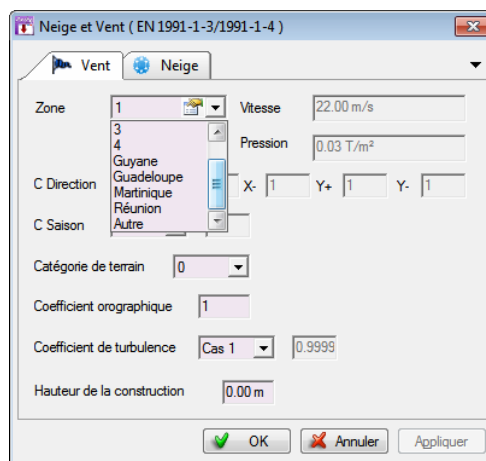 Neige et Vent ( EN 1991-1-3/1991-1-4 )
Vent Neige
Zone 1 Vitesse 22.00 m/s
3
4
Pression 0.03 T/m²
Guyane
Guadeloupe
C Direction X- 1 Y+ 1 Y- 1
Martinique
Réunion
C Saison Autre
Catégorie de terrain 0
Coefficient orographique 1
Coefficient de turbulence Cas 1 0.9999
Hauteur de la construction 0.00 m
OK Annuler Appliquer